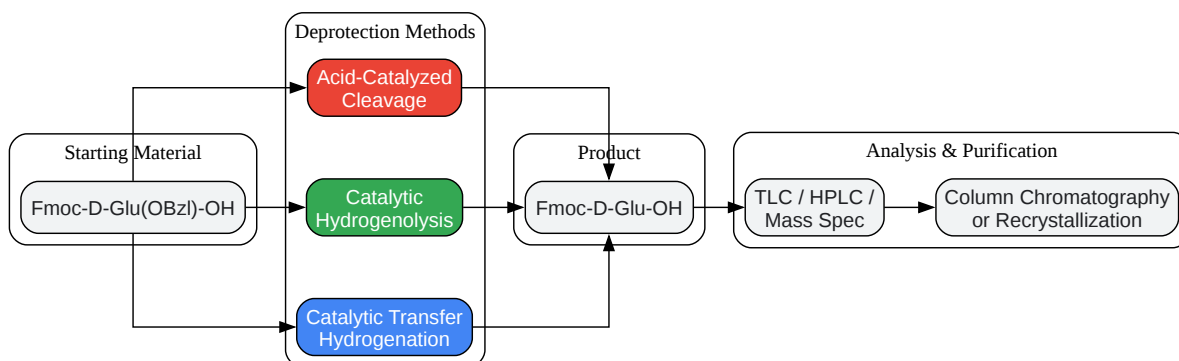 Deprotection Methods
Acid-Catalyzed
Cleavage
Starting Material
Fmoc-D-Glu(OBzl)-OH
Catalytic
Hydrogenolysis
Catalytic Transfer
Hydrogenation
Product
Fmoc-D-Glu-OH
Analysis & Purification
TLC / HPLC /
Mass Spec
Column Chromatography
or Recrystallization